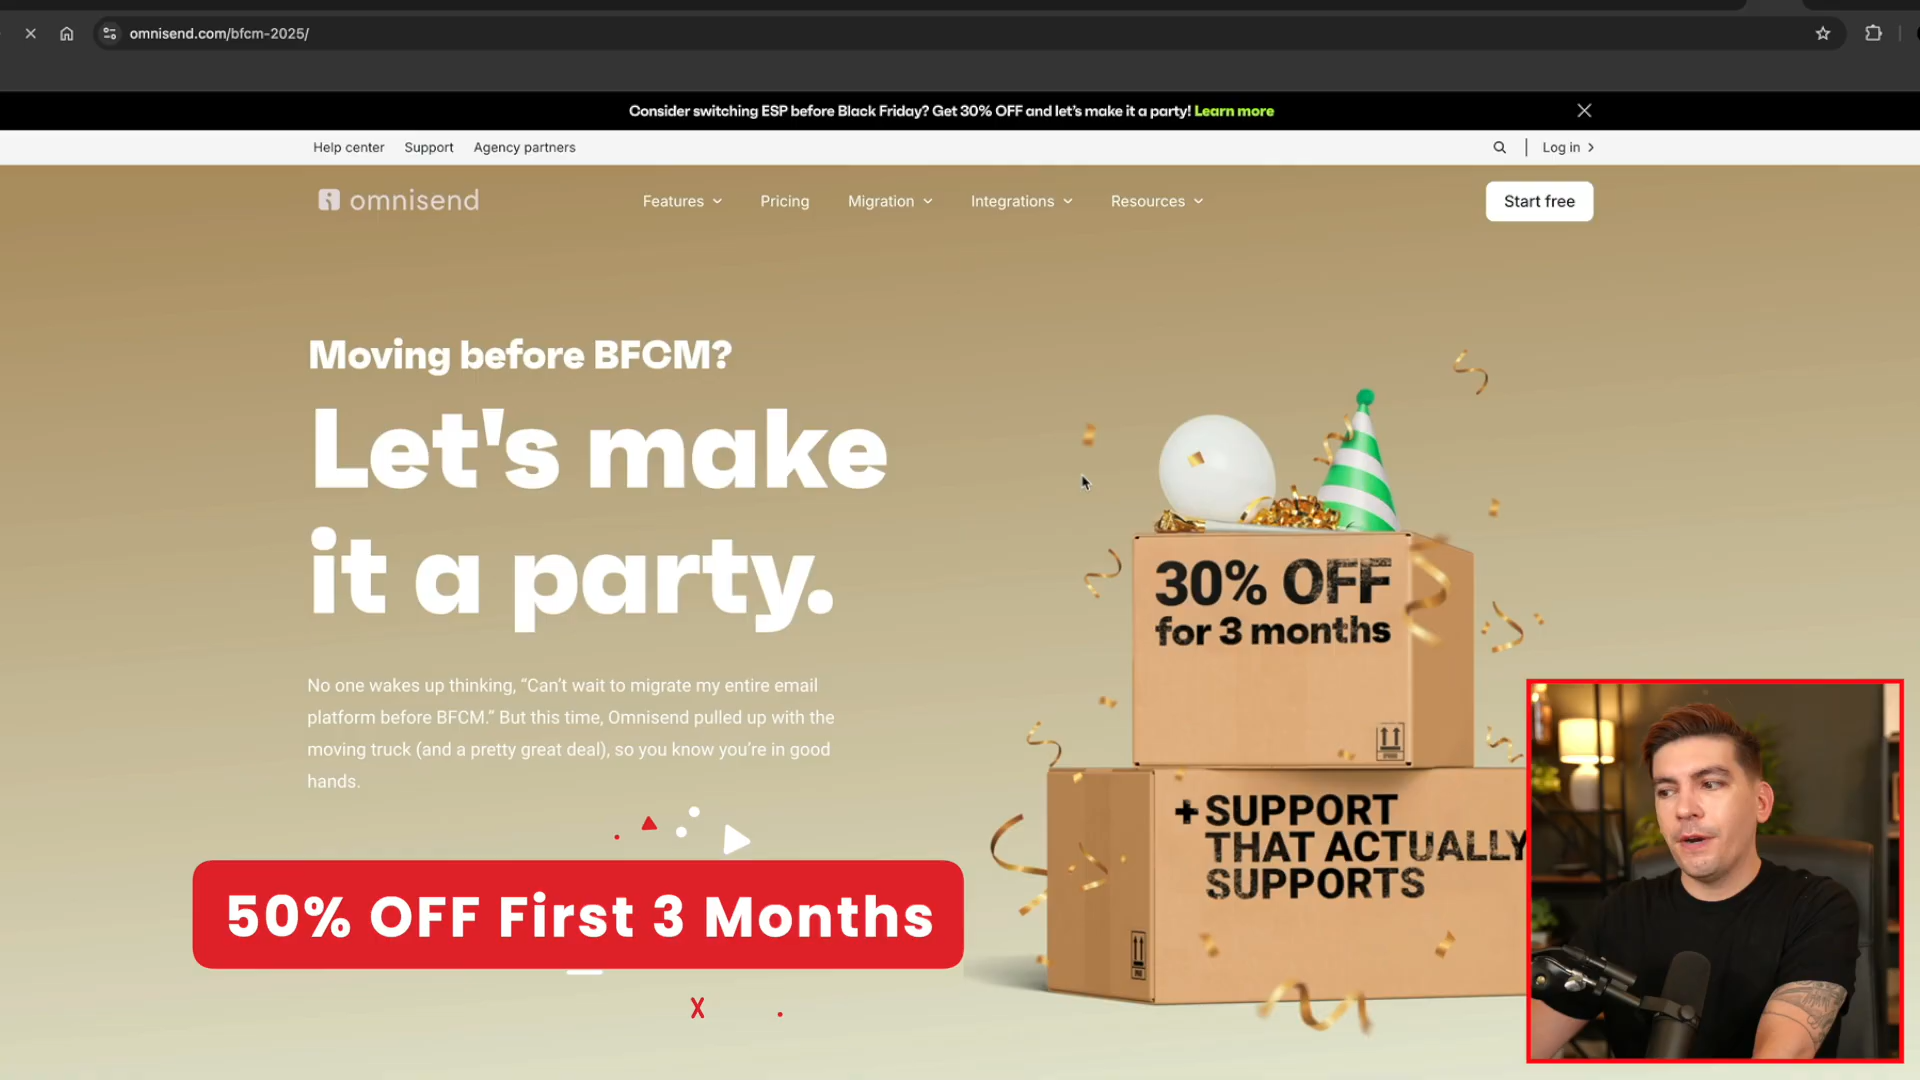 omnisend.com/bfcm-2025/
Consider switching ESP before Black Friday? Get 30% OFF and let's make it a party! Learn more
Help center Support Agency partners
Log in
omnisend
Features Pricing Migration Integrations Resources
Start free
Moving before BFCM?
Let's make
it a party.
No one wakes up thinking, “Can’t wait to migrate my entire email
platform before BFCM.” But this time, Omnisend pulled up with the
moving truck (and a pretty great deal), so you know you’re in good
hands.
30% OFF
for 3 months
+ SUPPORT
THAT ACTUALLY
SUPPORTS
50% OFF First 3 Months